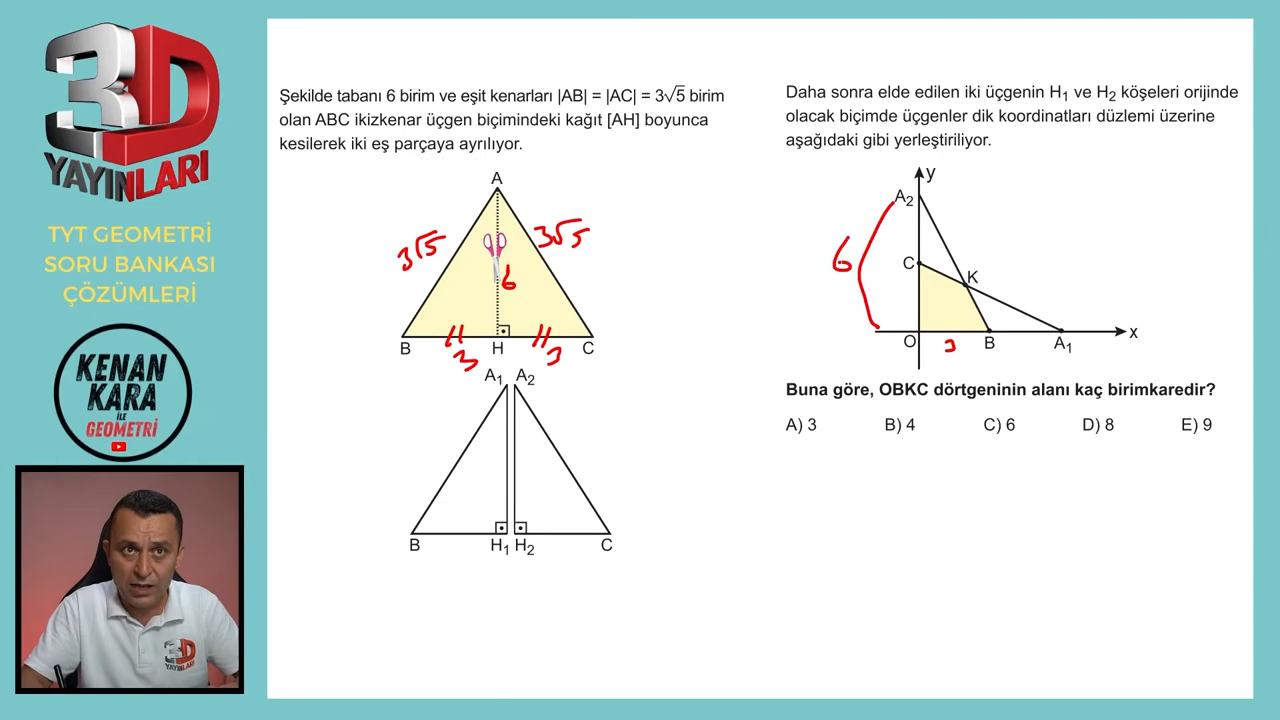 3D
YAYINLARI
TYT GEOMETRİ
SORU BANKASI
ÇÖZÜMLERİ
KENAN
KARA
İLE
GEOMETRİ
3D
YAYINLARI
Şekilde tabanı 6 birim ve eşit kenarları |AB| = |AC| = 3√5 birim
olan ABC ikizkenar üçgen biçimindeki kağıt [AH] boyunca
kesilerek iki eş parçaya ayrılıyor.
A
3√5
3√5
6
B
H
C
3
3
A₁ A₂
B
H₁ H₂
C
Daha sonra elde edilen iki üçgenin H₁ ve H₂ köşeleri orijinde
olacak biçimde üçgenler dik koordinatları düzlemi üzerine
aşağıdaki gibi yerleştiriliyor.
y
A₂
6
C
K
x
O
3
B
A₁
Buna göre, OBKC dörtgeninin alanı kaç birimkaredir?
A) 3 B) 4 C) 6 D) 8 E) 9